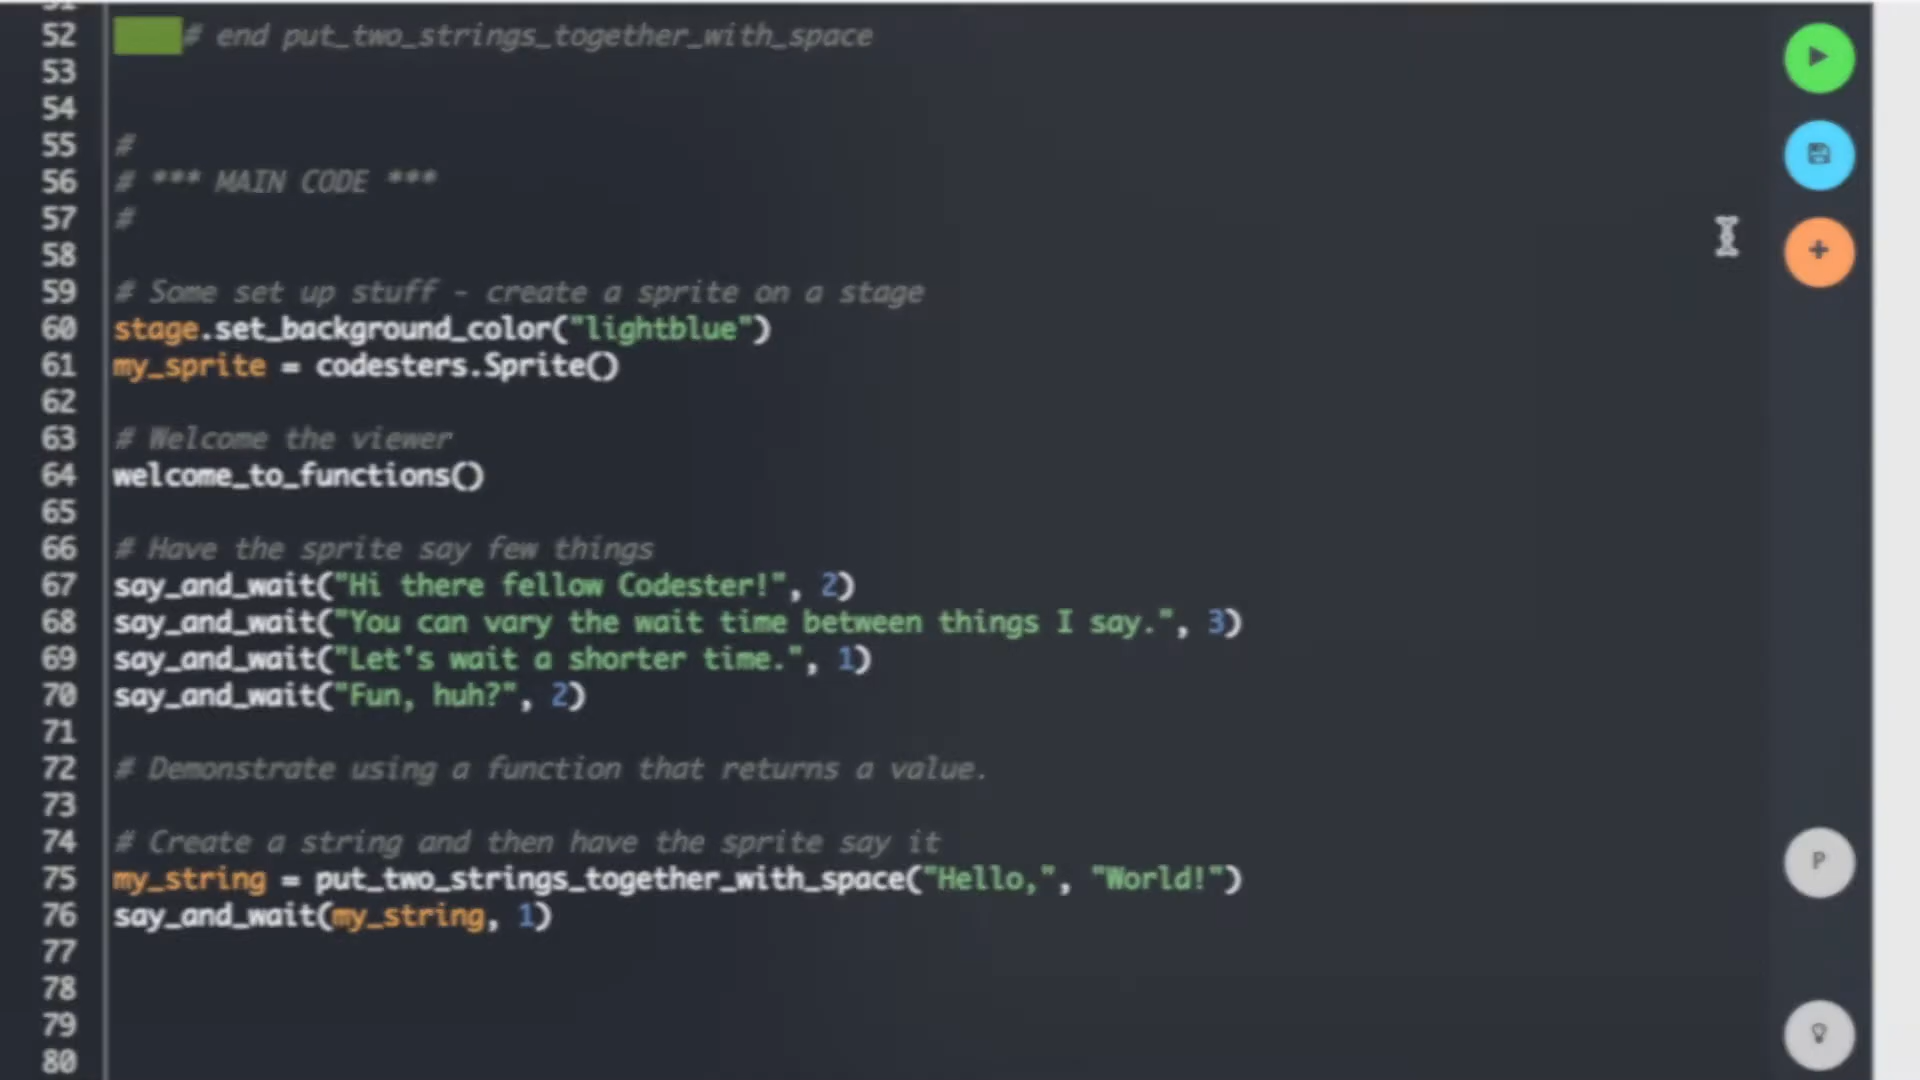 52 # end put_two_strings_together_with_space
53
54
55 #
56 # *** MAIN CODE ***
57 #
58
59 # Some set up stuff - create a sprite on a stage
60 stage.set_background_color("lightblue")
61 my_sprite = codesters.Sprite()
62
63 # Welcome the viewer
64 welcome_to_functions()
65
66 # Have the sprite say few things
67 say_and_wait("Hi there fellow Codester!", 2)
68 say_and_wait("You can vary the wait time between things I say.", 3)
69 say_and_wait("Let's wait a shorter time.", 1)
70 say_and_wait("Fun, huh?", 2)
71
72 # Demonstrate using a function that returns a value.
73
74 # Create a string and then have the sprite say it
75 my_string = put_two_strings_together_with_space("Hello,", "World!")
76 say_and_wait(my_string, 1)
77
78
79
80
P